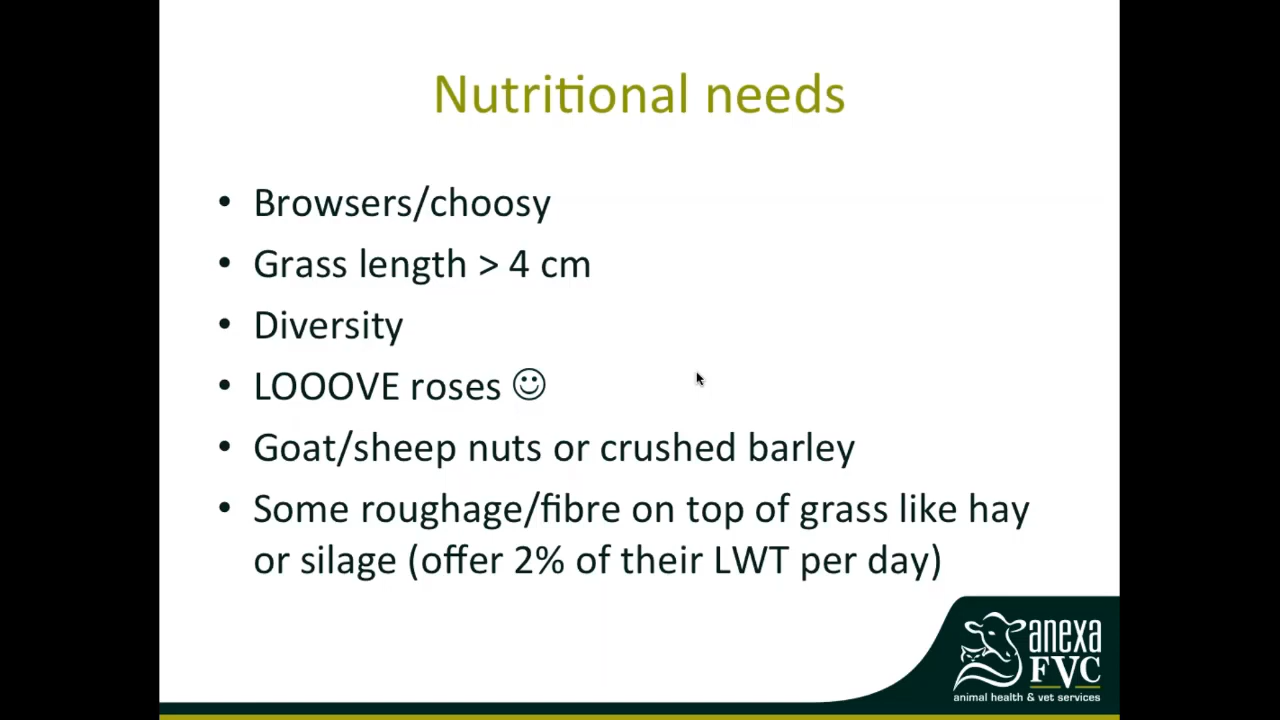 Nutritional needs
• Browsers/choosy
• Grass length > 4 cm
• Diversity
• LOOOVE roses ☺
• Goat/sheep nuts or crushed barley
• Some roughage/fibre on top of grass like hay
or silage (offer 2% of their LWT per day)
anexa
FVC
animal health & vet services